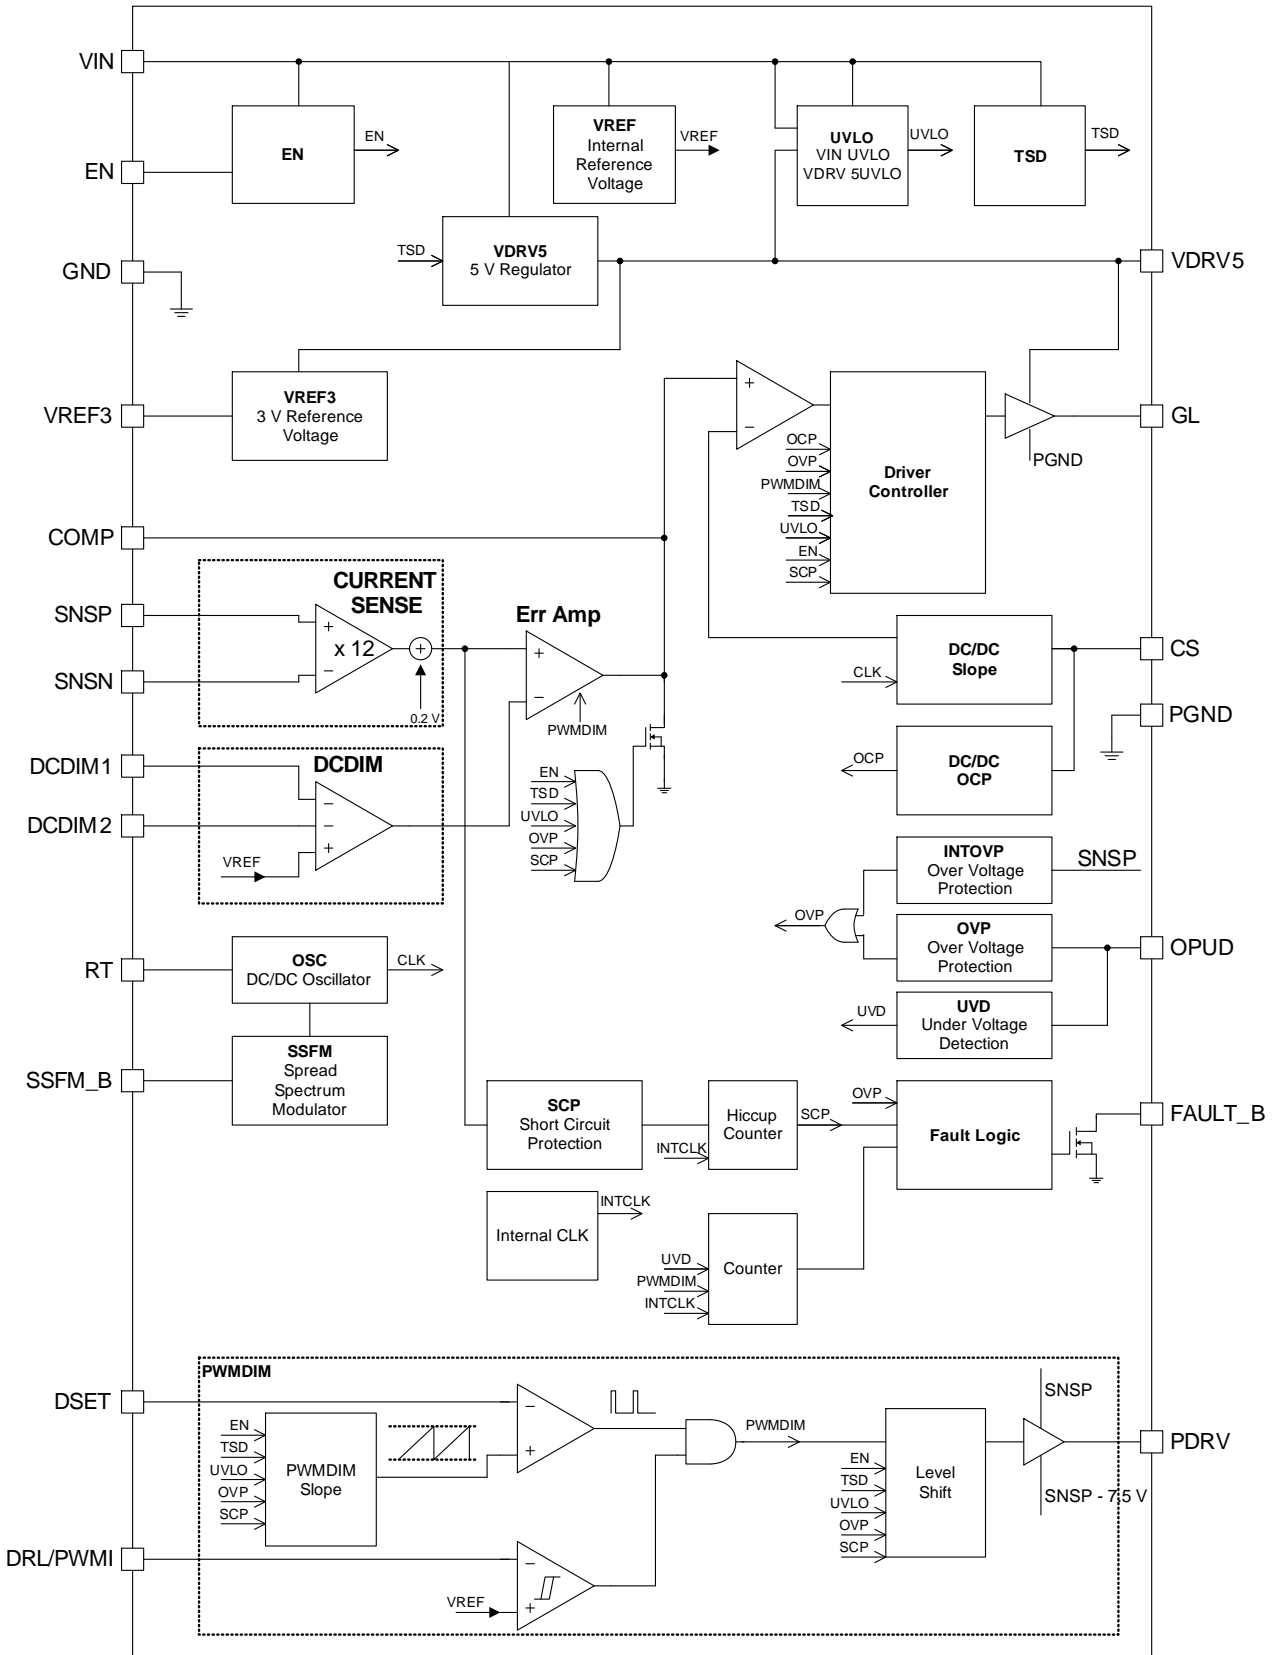 VIN
EN
EN
EN
VREF
Internal
Reference
Voltage
VREF
UVLO
VIN UVLO
VDRV 5UVLO
UVLO
TSD
TSD
GND
TSD
VDRV5
5 V Regulator
VDRV5
VREF3
VREF3
3 V Reference
Voltage
+
−
OCP
OVP
PWMDIM
TSD
UVLO
EN
SCP
Driver
Controller
PGND
GL
COMP
CURRENT
SENSE
SNSP
SNSN
+
−
x 12
+
0.2 V
Err Amp
+
−
PWMDIM
DC/DC
Slope
CLK
CS
PGND
DC/DC
OCP
OCP
DCDIM1
DCDIM2
DCDIM
−
−
+
VREF
EN
TSD
UVLO
OVP
SCP
INTOVP
Over Voltage
Protection
SNSP
OVP
OVP
Over Voltage
Protection
OPUD
UVD
UVD
Under Voltage
Detection
RT
OSC
DC/DC Oscillator
CLK
SSFM_B
SSFM
Spread
Spectrum
Modulator
SCP
Short Circuit
Protection
Hiccup
Counter
INTCLK
SCP
OVP
Fault Logic
FAULT_B
Internal CLK
INTCLK
UVD
PWMDIM
INTCLK
Counter
PWMDIM
DSET
EN
TSD
UVLO
OVP
SCP
PWMDIM
Slope
−
+
PWMDIM
EN
TSD
UVLO
OVP
SCP
Level
Shift
SNSP
SNSP - 7.5 V
PDRV
DRL/PWMI
−
+
VREF